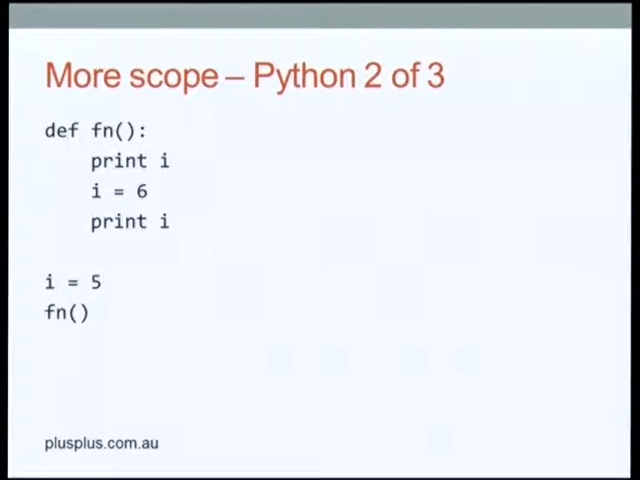 More scope – Python 2 of 3
def fn():
    print i
    i = 6
    print i
i = 5
fn()
plusplus.com.au